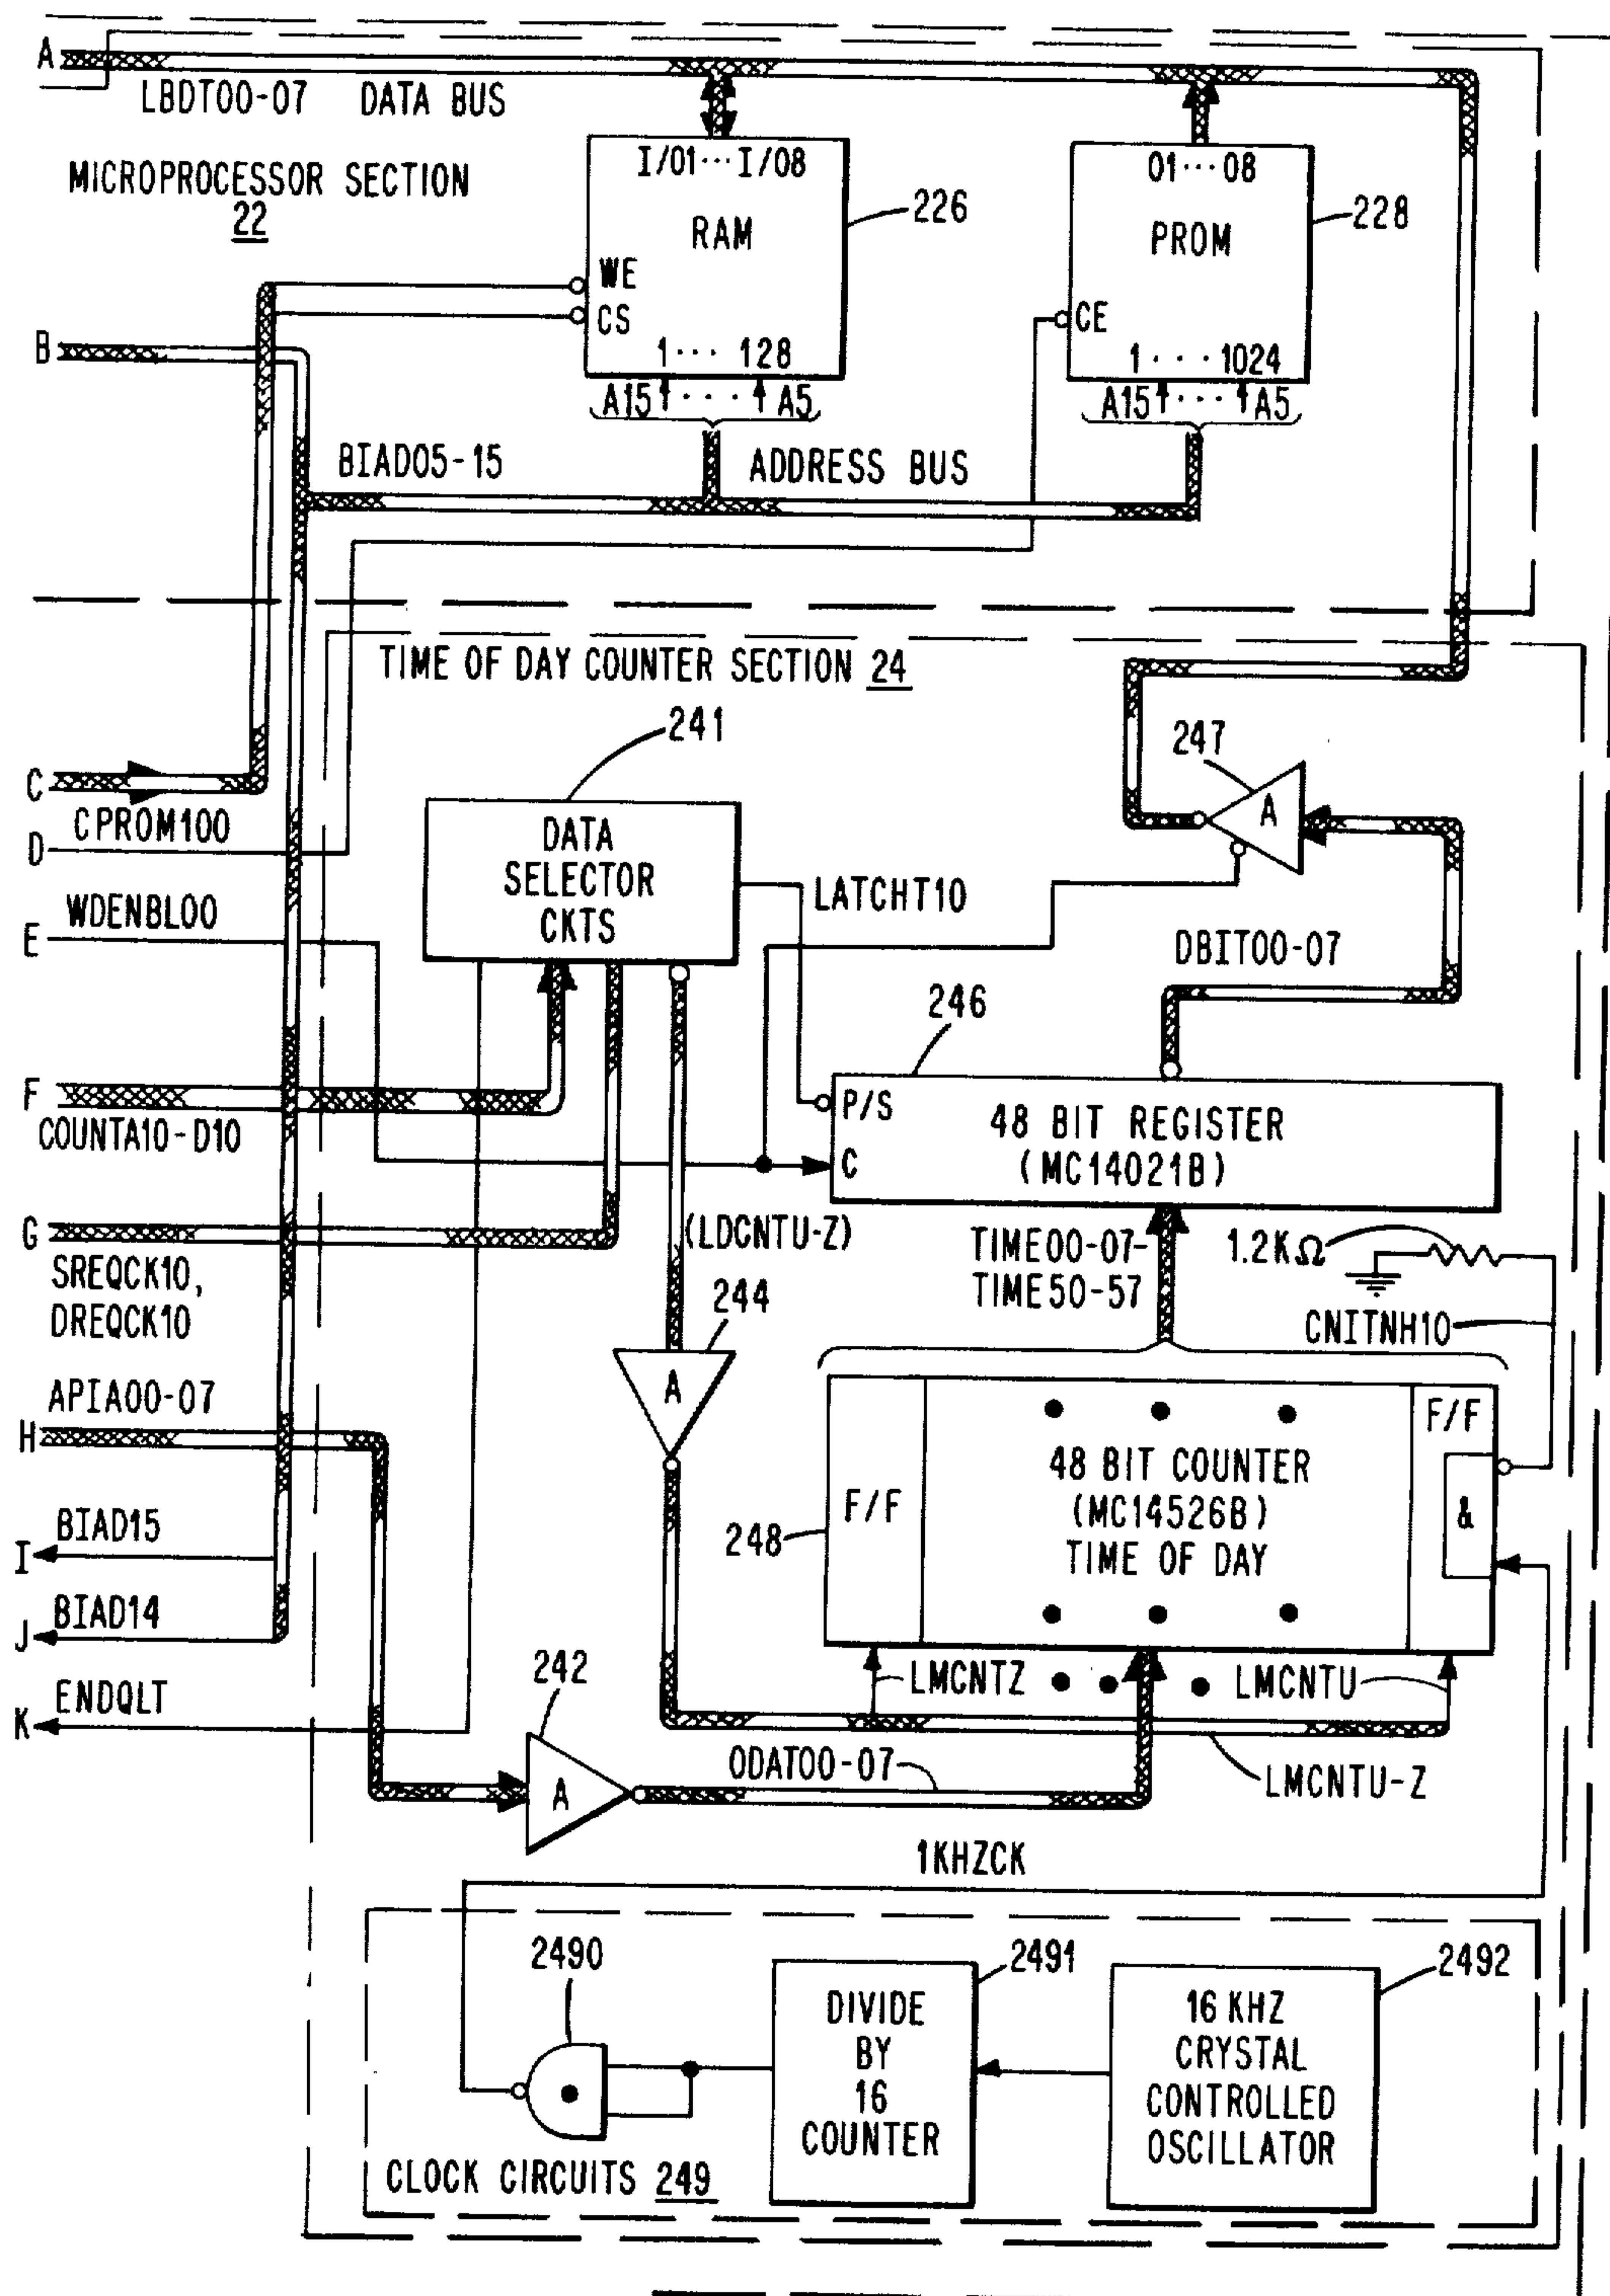 A
LBDT00-07 DATA BUS
MICROPROCESSOR SECTION
22
I/01···I/08
RAM
226
WE
CS
1··· 128
A15 ···· A5
01···08
PROM
228
CE
1 · · · 1024
A15 ···· A5
B
BIAD05-15
ADDRESS BUS
TIME OF DAY COUNTER SECTION 24
241
247
C
CPROM100
D
DATA
SELECTOR
CKTS
A
LATCHT10
WDENBL00
E
DBIT00-07
246
F
COUNTA10-D10
P/S
C
48 BIT REGISTER
(MC14021B)
G
SREQCK10,
DREQCK10
(LDCNTU-Z)
TIME00-07-
TIME50-57
1.2KΩ
244
A
CNITNH10
APIA00-07
H
F/F
48 BIT COUNTER
(MC14526B)
TIME OF DAY
F/F
&
248
BIAD15
I
BIAD14
J
LMCNTZ
LMCNTU
242
ENDQLT
K
A
ODAT00-07
LMCNTU-Z
1KHZCK
2490
2491
2492
DIVIDE
BY
16
COUNTER
16 KHZ
CRYSTAL
CONTROLLED
OSCILLATOR
CLOCK CIRCUITS 249